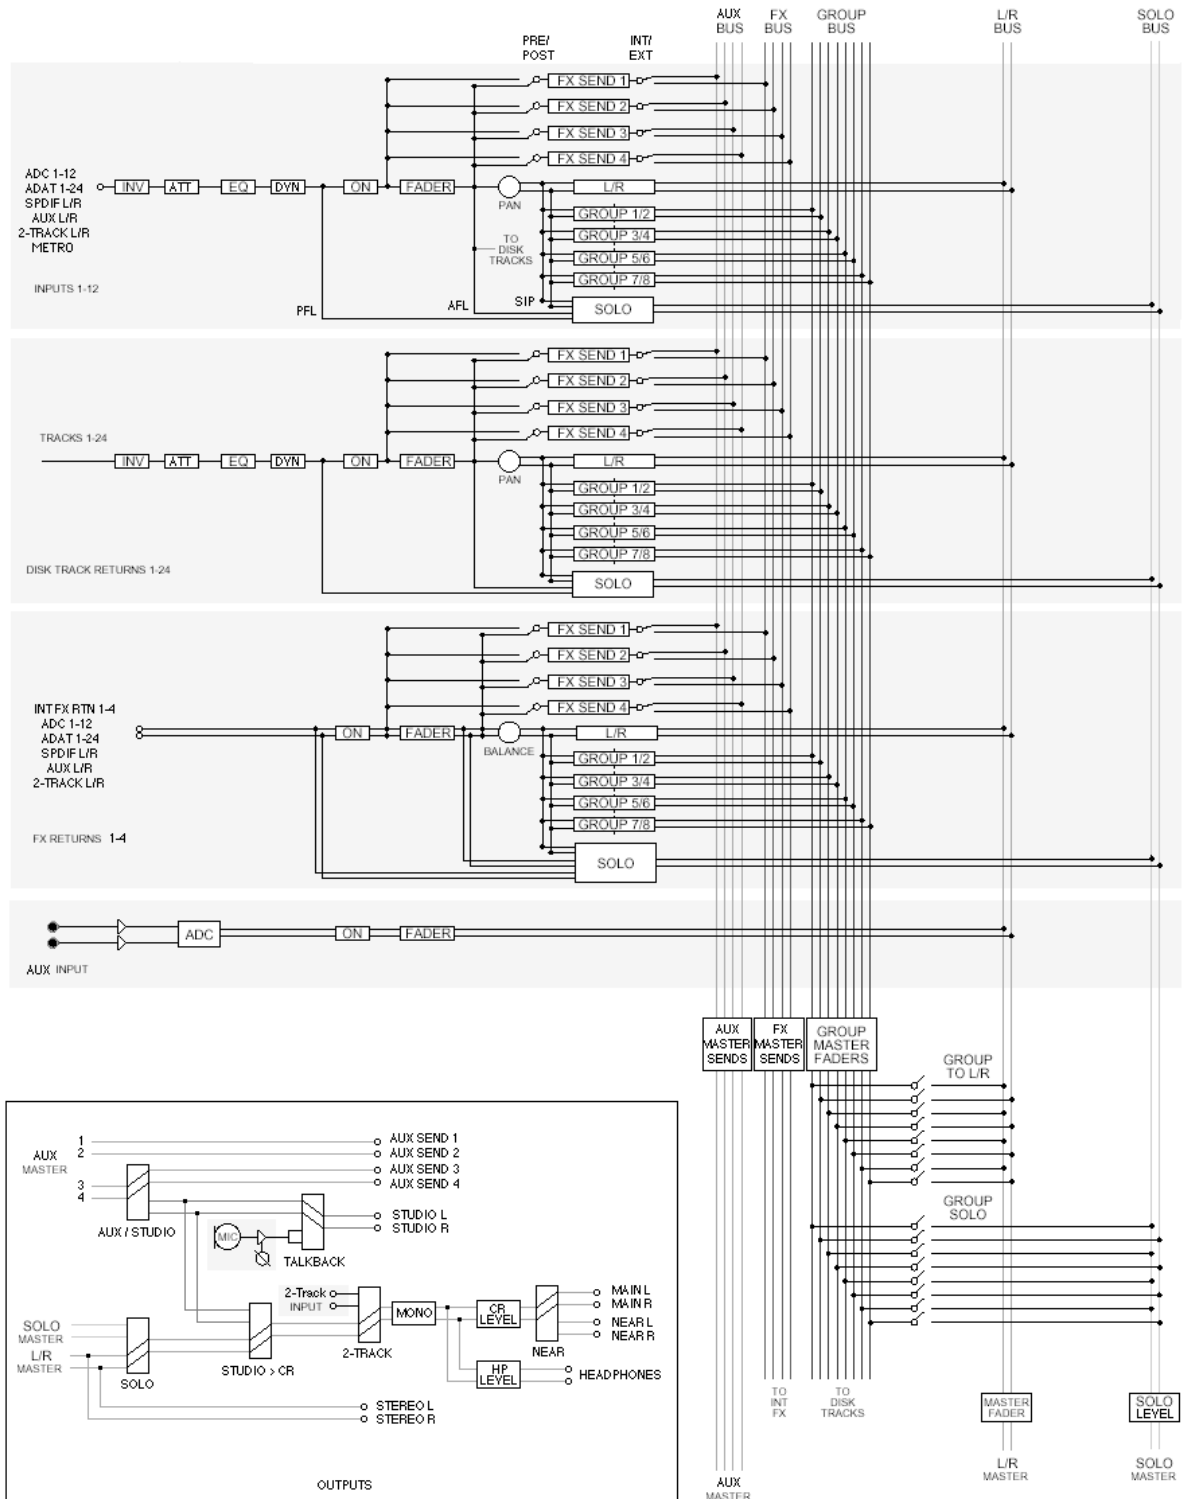 AUX BUS
FX BUS
GROUP BUS
L/R BUS
SOLO BUS
PRE/ POST
INT/ EXT
FX SEND 1
FX SEND 2
FX SEND 3
FX SEND 4
ADC 1-12
ADAT 1-24
SPDIF L/R
AUX L/R
2-TRACK L/R
METRO
INV
ATT
EQ
DYN
ON
FADER
PAN
L/R
GROUP 1/2
GROUP 3/4
GROUP 5/6
GROUP 7/8
TO DISK TRACKS
INPUTS 1-12
PFL
AFL
SIP
SOLO
FX SEND 1
FX SEND 2
FX SEND 3
FX SEND 4
TRACKS 1-24
INV
ATT
EQ
DYN
ON
FADER
PAN
L/R
GROUP 1/2
GROUP 3/4
GROUP 5/6
GROUP 7/8
DISK TRACK RETURNS 1-24
SOLO
FX SEND 1
FX SEND 2
FX SEND 3
FX SEND 4
INT FX RTN 1-4
ADC 1-12
ADAT 1-24
SPDIF L/R
AUX L/R
2-TRACK L/R
ON
FADER
BALANCE
L/R
GROUP 1/2
GROUP 3/4
GROUP 5/6
GROUP 7/8
FX RETURNS 1-4
SOLO
ADC
ON
FADER
AUX INPUT
AUX MASTER SENDS
FX MASTER SENDS
GROUP MASTER FADERS
GROUP TO L/R
GROUP SOLO
AUX MASTER
1
2
3
4
AUX SEND 1
AUX SEND 2
AUX SEND 3
AUX SEND 4
AUX / STUDIO
MIC
TALKBACK
STUDIO L
STUDIO R
2-Track INPUT
SOLO MASTER
L/R MASTER
SOLO
STUDIO > CR
2-TRACK
MONO
CR LEVEL
HP LEVEL
NEAR
MAIN L
MAIN R
NEAR L
NEAR R
HEADPHONES
STEREO L
STEREO R
OUTPUTS
TO INT FX
TO DISK TRACKS
MASTER FADER
SOLO LEVEL
AUX MASTER
L/R MASTER
SOLO MASTER